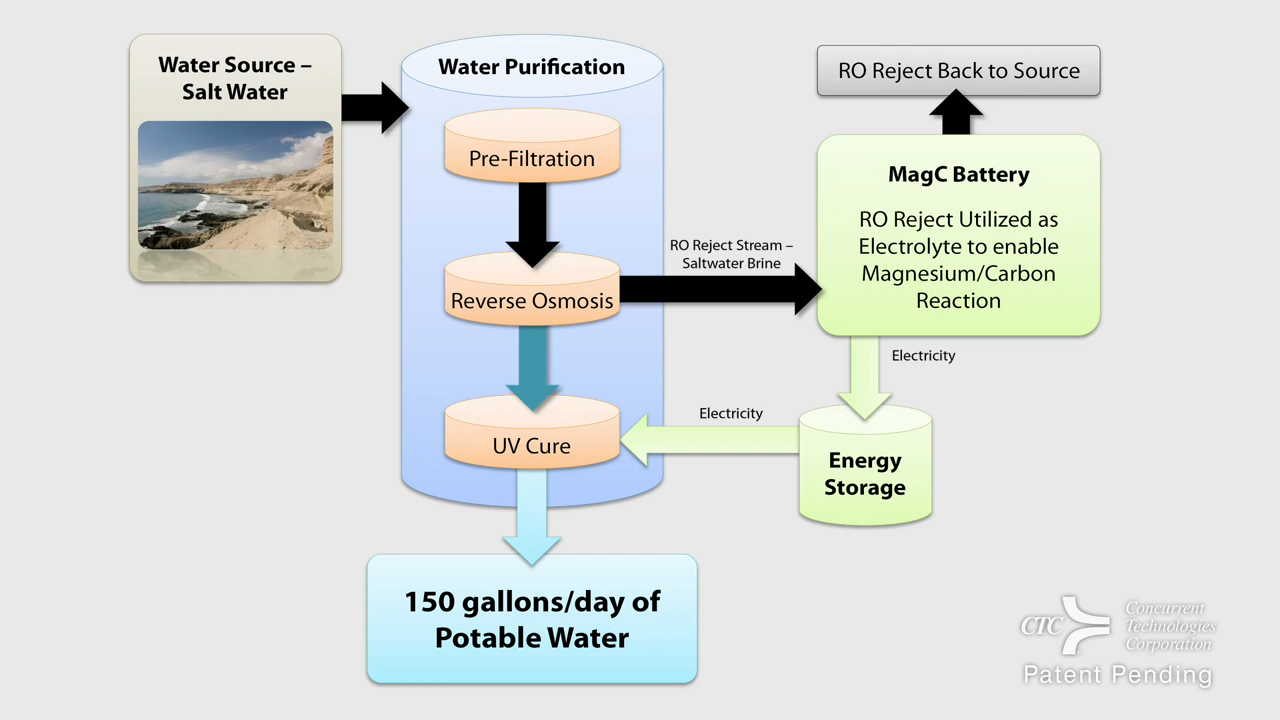 Water Source –
Salt Water
Water Purification
Pre-Filtration
Reverse Osmosis
UV Cure
150 gallons/day of
Potable Water
RO Reject Stream –
Saltwater Brine
RO Reject Back to Source
MagC Battery
RO Reject Utilized as
Electrolyte to enable
Magnesium/Carbon
Reaction
Electricity
Electricity
Energy
Storage
CTC
Concurrent
Technologies
Corporation
Patent Pending